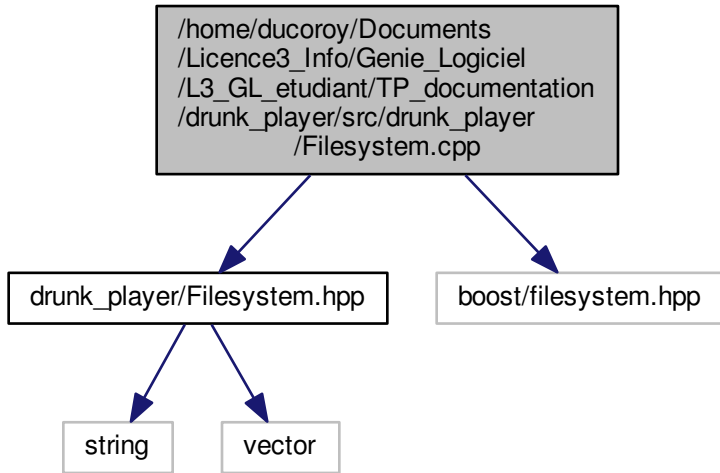 /home/ducoroy/Documents
/Licence3_Info/Genie_Logiciel
/L3_GL_etudiant/TP_documentation
/drunk_player/src/drunk_player
/Filesystem.cpp
drunk_player/Filesystem.hpp
boost/filesystem.hpp
string
vector